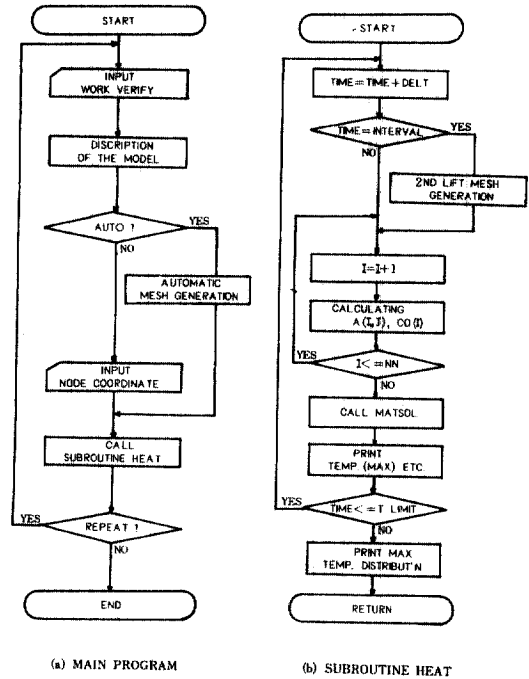 START
INPUT
WORK VERIFY
DISCRIPTION
OF THE MODEL
AUTO ?
YES
NO
AUTOMATIC
MESH GENERATION
INPUT
NODE COORDINATE
CALL
SUBROUTINE HEAT
YES
REPEAT ?
NO
END
(a) MAIN PROGRAM
START
TIME=TIME+DELT
TIME=INTERVAL
YES
NO
2ND LIFT MESH
GENERATION
I=I+1
CALCULATING
A(I,J), CO(I)
YES
I<=NN
NO
CALL MATSOL
PRINT
TEMP (MAX) ETC
YES
TIME<=T LIMIT
NO
PRINT MAX
TEMP. DISTRIBUT'N
RETURN
(b) SUBROUTINE HEAT